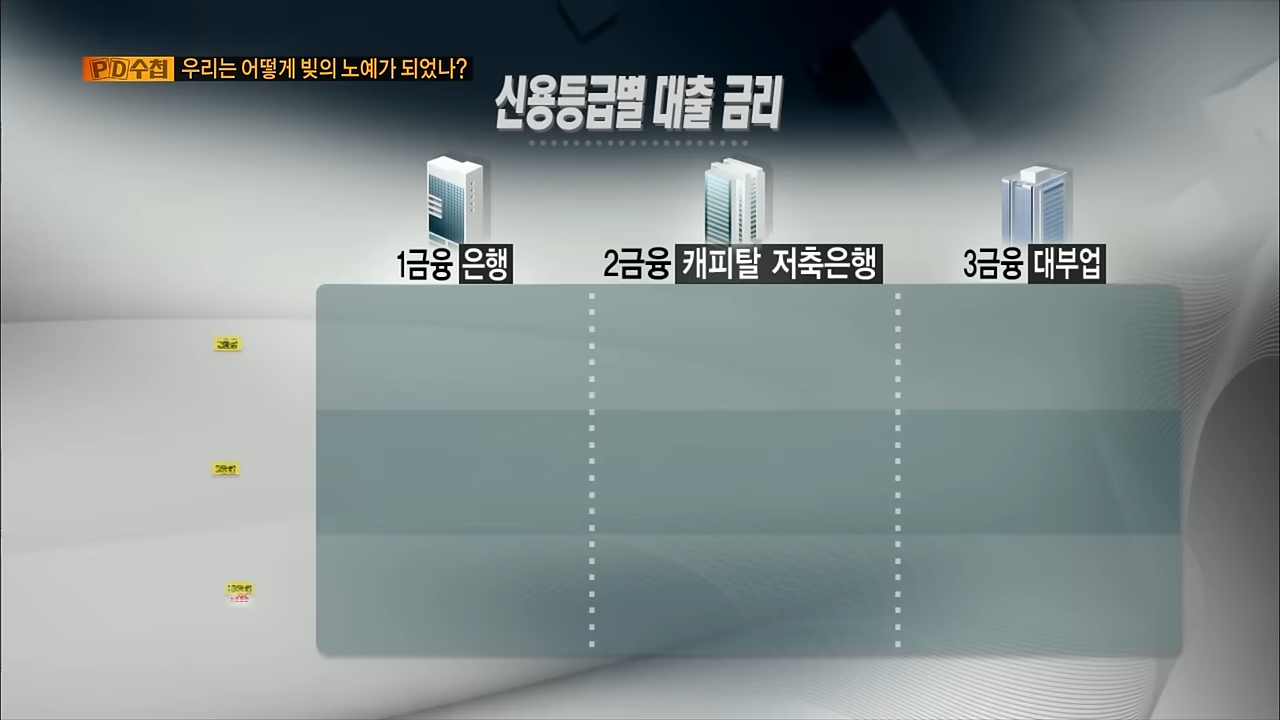 PD수첩 우리는 어떻게 빚의 노예가 되었나?
신용등급별 대출 금리
1금융 은행
2금융 캐피탈 저축은행
3금융 대부업